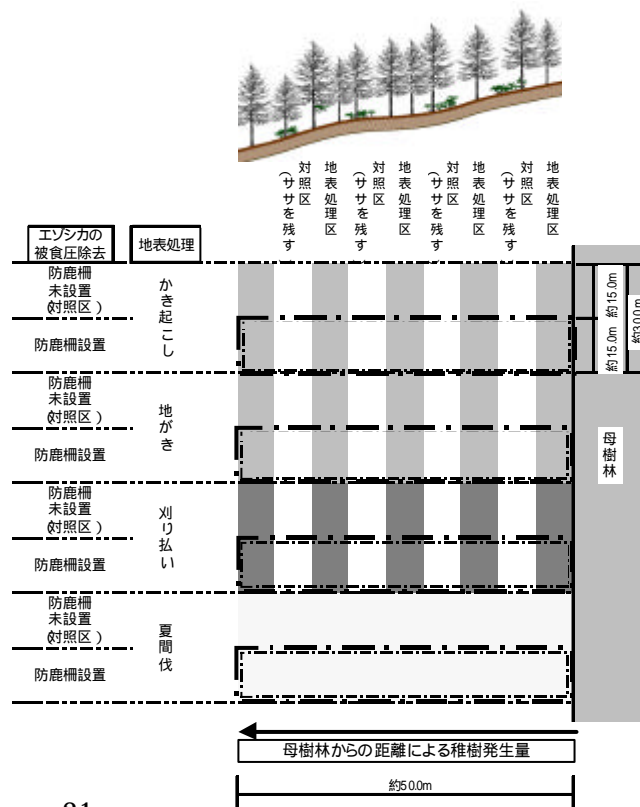 対照区
(ササを残す
地表処理区
対照区
(ササを残す
地表処理区
対照区
(ササを残す
地表処理区
対照区
(ササを残す
地表処理区
エゾシカの
被食圧除去
地表処理
防鹿柵
未設置
(対照区)
防鹿柵設置
かき起こし
約15.0m
約15.0m
約30.0m
防鹿柵
未設置
(対照区)
防鹿柵設置
地がき
母樹林
防鹿柵
未設置
(対照区)
防鹿柵設置
刈り払い
防鹿柵
未設置
(対照区)
防鹿柵設置
夏間伐
母樹林からの距離による稚樹発生量
約50.0m